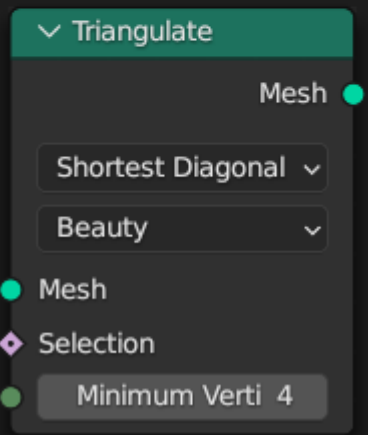 Triangulate
Mesh
Shortest Diagonal
Beauty
Mesh
Selection
Minimum Verti 4